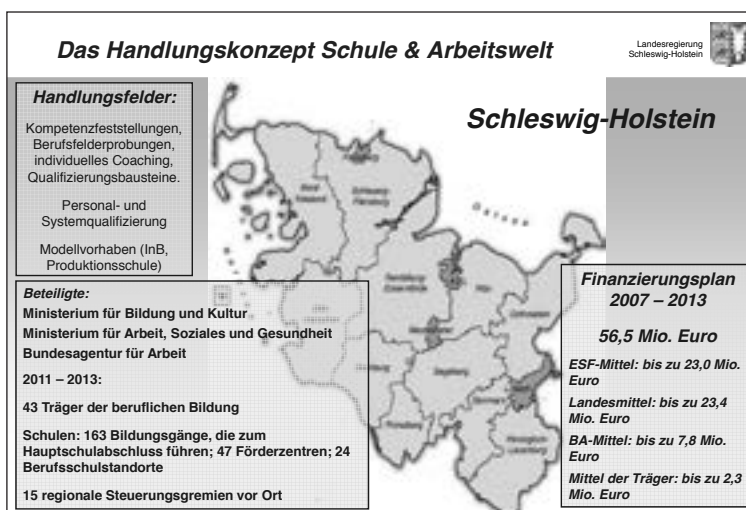 Das Handlungskonzept Schule & Arbeitswelt
Landesregierung
Schleswig-Holstein
Handlungsfelder:
Kompetenzfeststellungen,
Berufsfelderprobungen,
individuelles Coaching,
Qualifizierungsbausteine.
Personal- und
Systemqualifizierung
Modellvorhaben (InB,
Produktionsschule)
Schleswig-Holstein
Ostsee
Beteiligte:
Ministerium für Bildung und Kultur
Ministerium für Arbeit, Soziales und Gesundheit
Bundesagentur für Arbeit
2011 – 2013:
43 Träger der beruflichen Bildung
Schulen: 163 Bildungsgänge, die zum
Hauptschulabschluss führen; 47 Förderzentren; 24
Berufsschulstandorte
15 regionale Steuerungsgremien vor Ort
Finanzierungsplan
2007 – 2013
56,5 Mio. Euro
ESF-Mittel: bis zu 23,0 Mio.
Euro
Landesmittel: bis zu 23,4
Mio. Euro
BA-Mittel: bis zu 7,8 Mio.
Euro
Mittel der Träger: bis zu 2,3
Mio. Euro